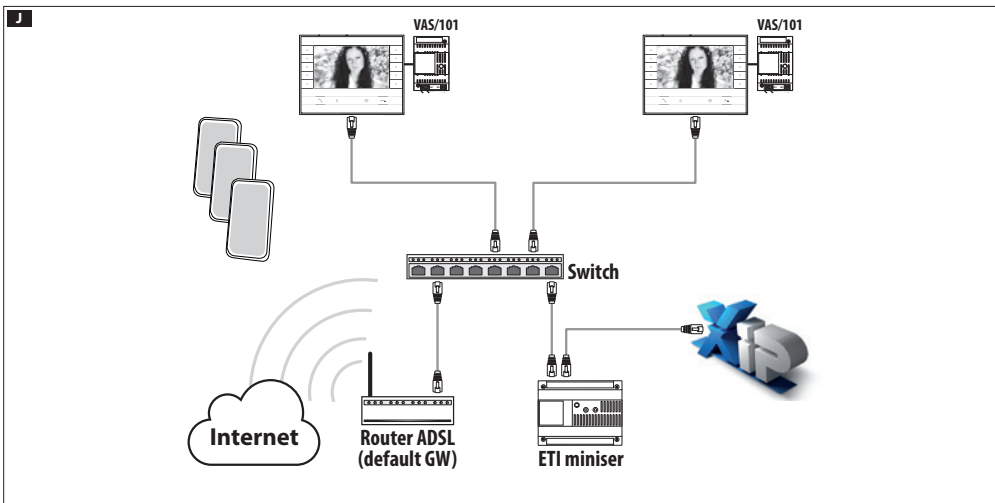 J
VAS/101
VAS/101
Switch
Xip
Internet
Router ADSL
(default GW)
ETI miniser